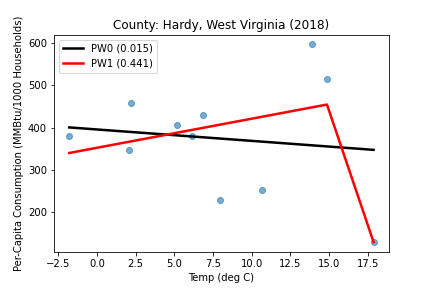 County: Hardy, West Virginia (2018)
PW0 (0.015)
PW1 (0.441)
Per-Capita Consumption (MMBtu/1000 Households)
600
500
400
300
200
−2.5 0.0 2.5 5.0 7.5 10.0 12.5 15.0 17.5
Temp (deg C)